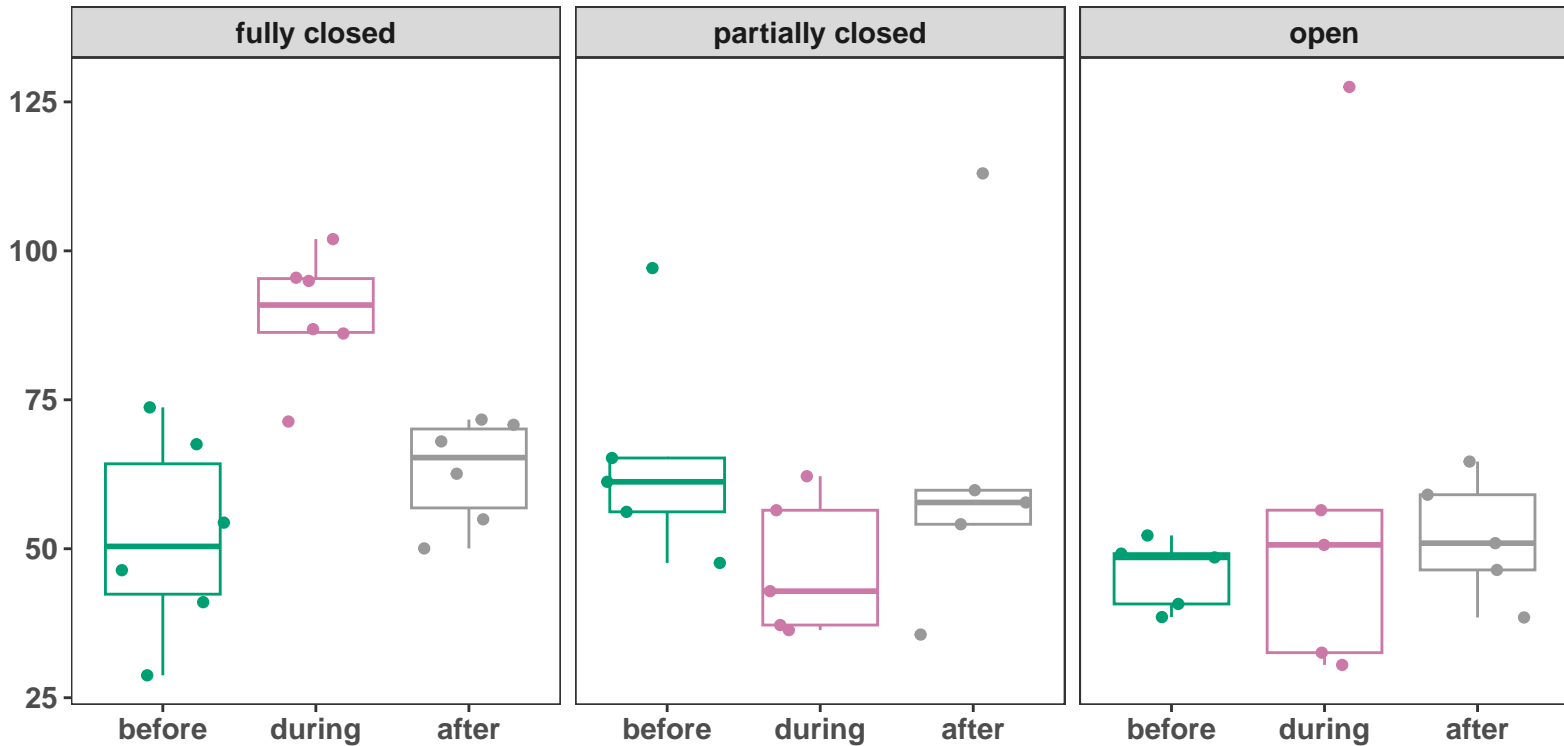 fully closed
partially closed
open
125
100
75
50
25
before during after
before during after
before during after